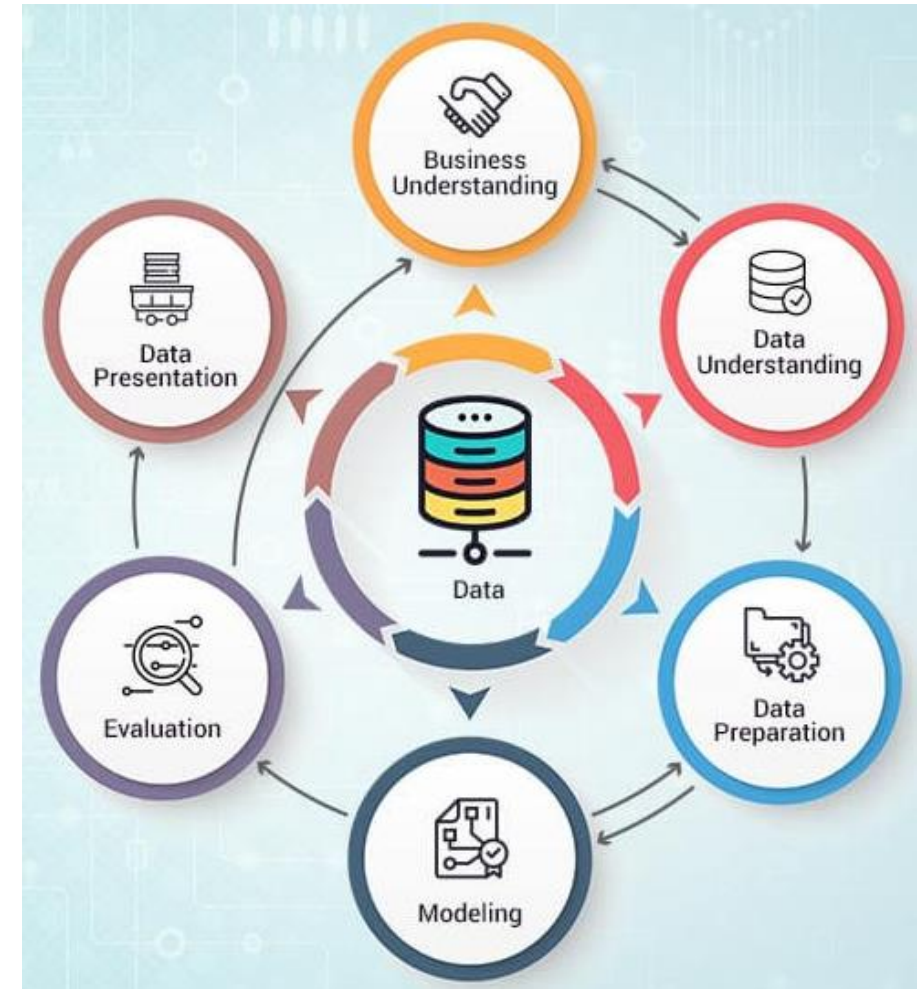 Business
Understanding
Data
Understanding
Data
Preparation
Modeling
Evaluation
Data
Presentation
Data